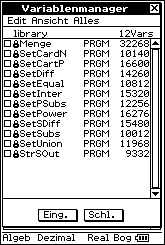 Variablenmanager
Edit Ansicht Alles
library 12Vars
Menge PRGM 32268
SetCardN PRGM 10140
SetCartP PRGM 16600
SetDiff PRGM 14260
SetEqual PRGM 10812
SetInter PRGM 15320
SetPSubs PRGM 12256
SetPower PRGM 15276
SetSDiff PRGM 15480
SetSubs PRGM 10012
SetUnion PRGM 11968
StrSOut PRGM 9332
Eing. Schl.
Algeb Dezimal Real Bog